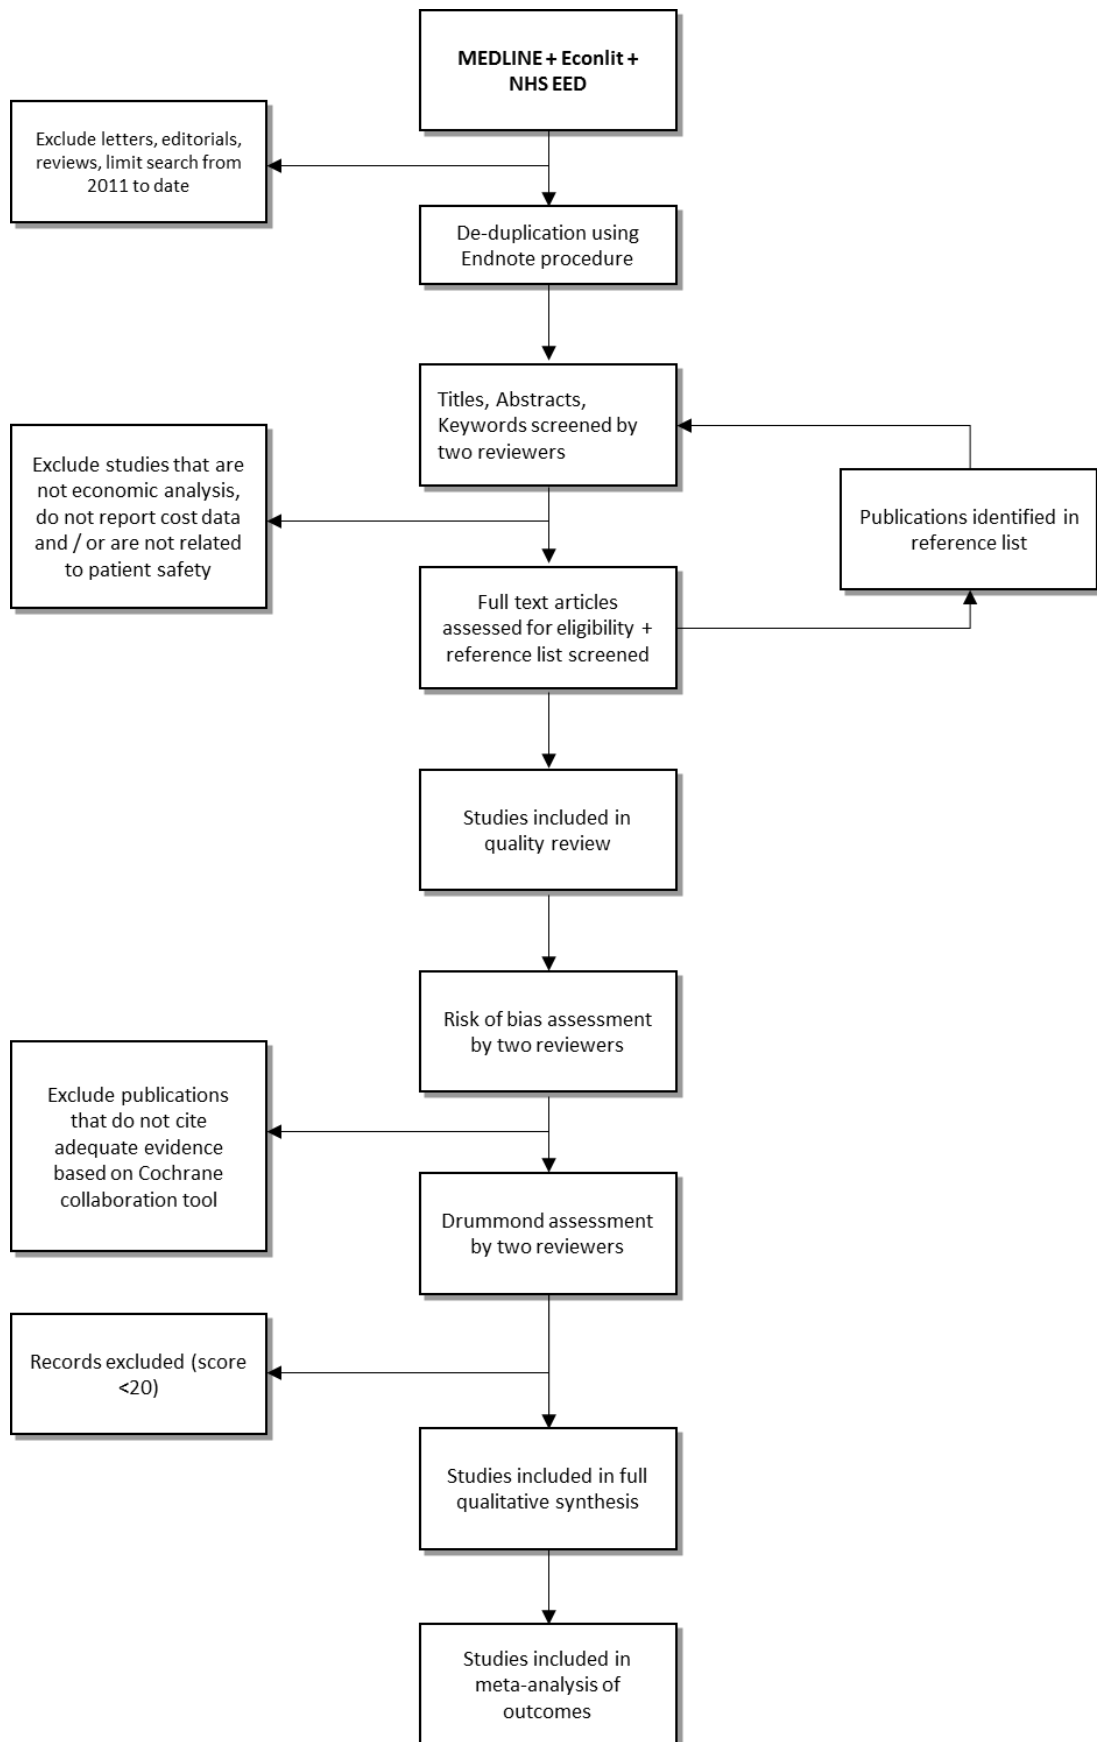 MEDLINE + Econlit +
NHS EED
Exclude letters, editorials,
reviews, limit search from
2011 to date
De-duplication using
Endnote procedure
Titles, Abstracts,
Keywords screened by
two reviewers
Exclude studies that are
not economic analysis,
do not report cost data
and / or are not related
to patient safety
Publications identified in
reference list
Full text articles
assessed for eligibility +
reference list screened
Studies included in
quality review
Risk of bias assessment
by two reviewers
Exclude publications
that do not cite
adequate evidence
based on Cochrane
collaboration tool
Drummond assessment
by two reviewers
Records excluded (score
<20)
Studies included in full
qualitative synthesis
Studies included in
meta-analysis of
outcomes